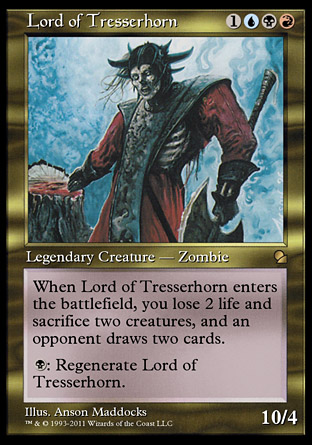 Lord of Tresserhorn 1
Legendary Creature — Zombie
When Lord of Tresserhorn enters
the battlefield, you lose 2 life and
sacrifice two creatures, and an
opponent draws two cards.
: Regenerate Lord of
Tresserhorn.
Illus. Anson Maddocks
™ & © 1993-2011 Wizards of the Coast LLC
10/4